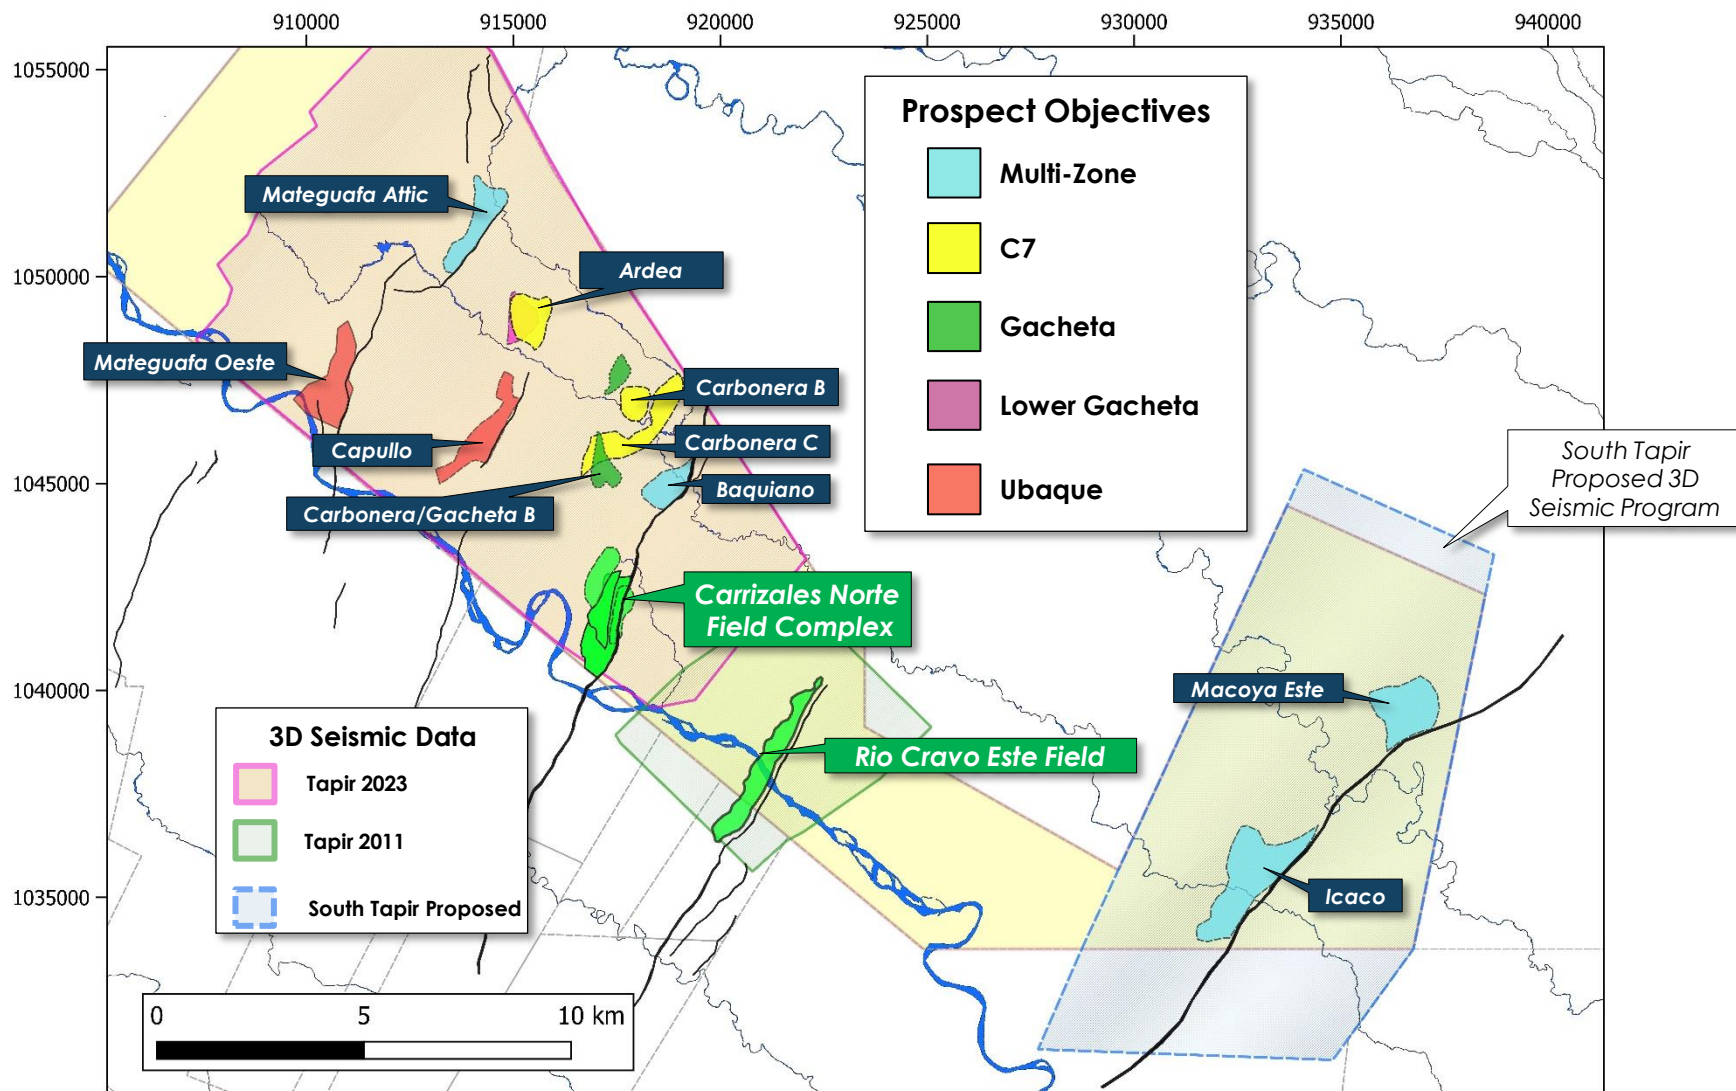 910000 915000 920000 925000 930000 935000 940000
1055000
1050000
1045000
1040000
1035000
Prospect Objectives
Multi-Zone
C7
Gacheta
Lower Gacheta
Ubaque
Mateguafa Attic
Ardea
Mateguafa Oeste
Carbonera B
Capullo
Carbonera C
Baquiano
Carbonera/Gacheta B
South Tapir
Proposed 3D
Seismic Program
Carrizales Norte
Field Complex
Macoya Este
Rio Cravo Este Field
Icaco
3D Seismic Data
Tapir 2023
Tapir 2011
South Tapir Proposed
0 5 10 km